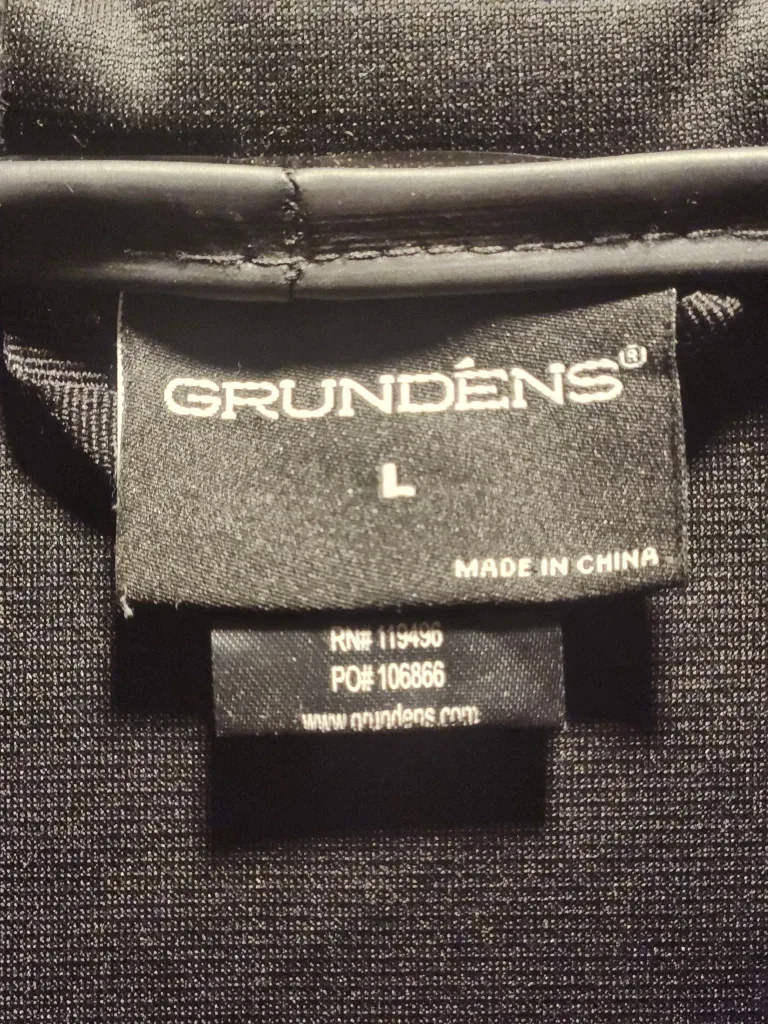 GRUNDÉNS®
L
MADE IN CHINA
RN# 119496
PO# 106866
www.grundens.com